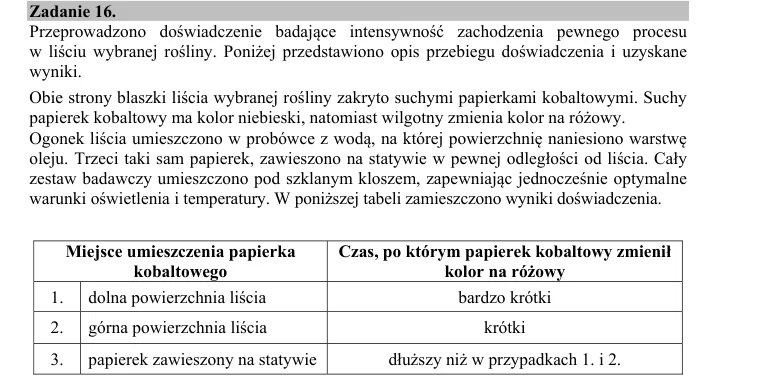 Zadanie 16.
Przeprowadzono doświadczenie badające intensywność zachodzenia pewnego procesu
w liściu wybranej rośliny. Poniżej przedstawiono opis przebiegu doświadczenia i uzyskane
wyniki.
Obie strony blaszki liścia wybranej rośliny zakryto suchymi papierkami kobaltowymi. Suchy
papierek kobaltowy ma kolor niebieski, natomiast wilgotny zmienia kolor na różowy.
Ogonek liścia umieszczono w probówce z wodą, na której powierzchnię naniesiono warstwę
oleju. Trzeci taki sam papierek, zawieszono na statywie w pewnej odległości od liścia. Cały
zestaw badawczy umieszczono pod szklanym kloszem, zapewniając jednocześnie optymalne
warunki oświetlenia i temperatury. W poniższej tabeli zamieszczono wyniki doświadczenia.
Miejsce umieszczenia papierka kobaltowego
Czas, po którym papierek kobaltowy zmienił kolor na różowy
1. dolna powierzchnia liścia bardzo krótki
2. górna powierzchnia liścia krótki
3. papierek zawieszony na statywie dłuższy niż w przypadkach 1. i 2.